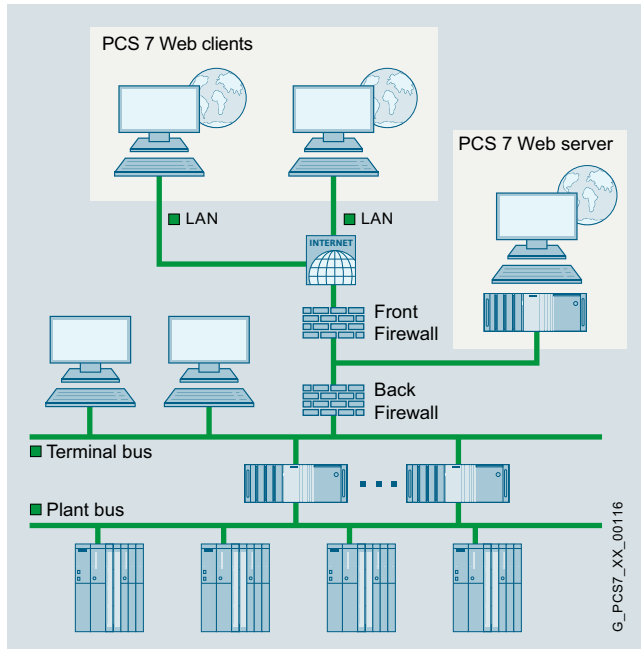 PCS 7 Web clients
PCS 7 Web server
LAN
LAN
INTERNET
Front
Firewall
Back
Firewall
Terminal bus
Plant bus
G_PCS7_XX_00116